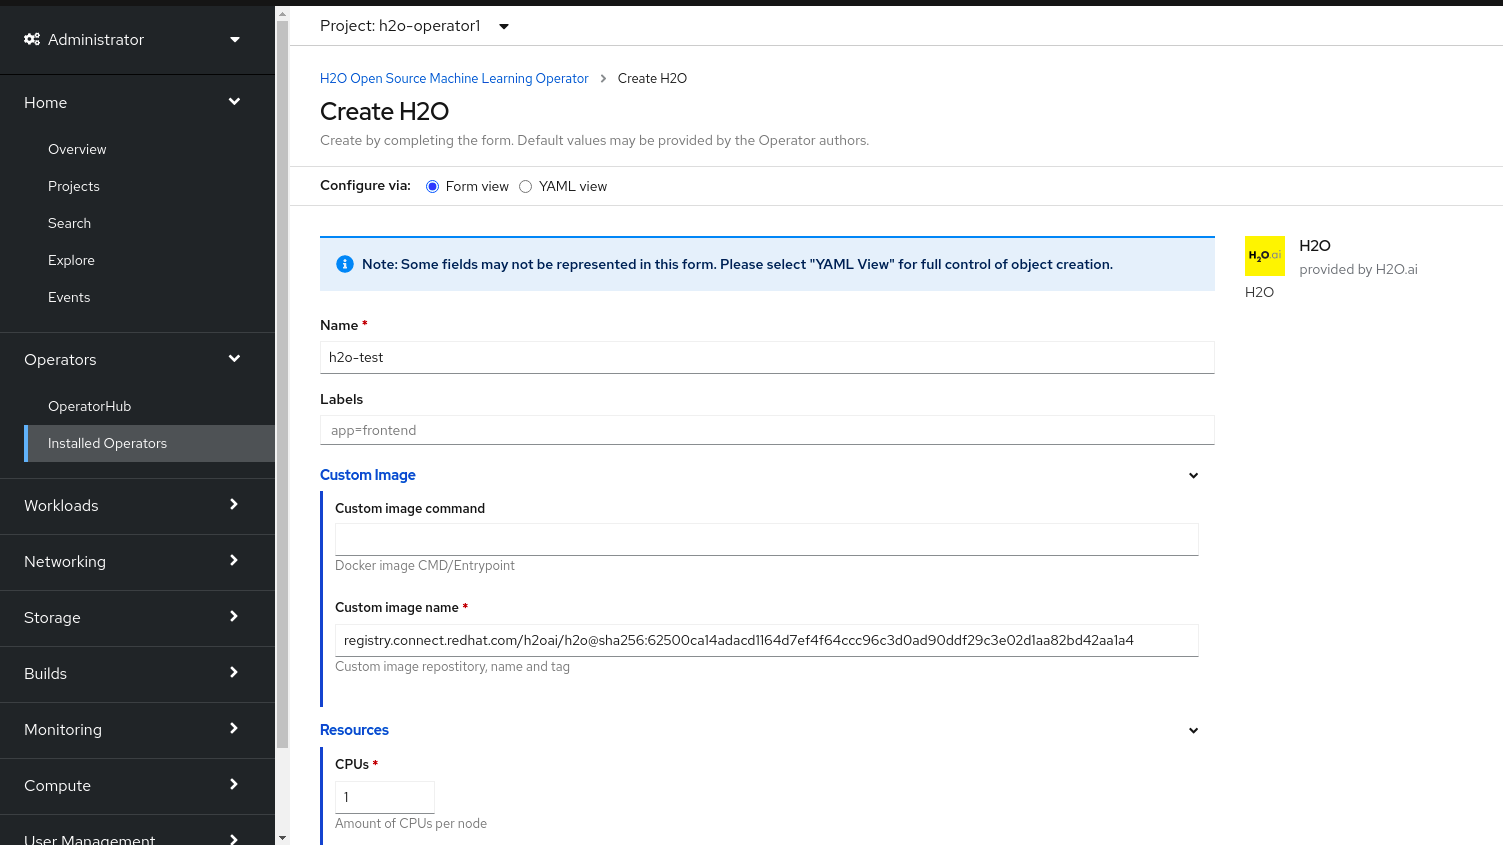 Administrator
Home
Overview
Projects
Search
Explore
Events
Operators
OperatorHub
Installed Operators
Workloads
Networking
Storage
Builds
Monitoring
Compute
User Management
Project: h2o-operator1
H2O Open Source Machine Learning Operator > Create H2O
Create H2O
Create by completing the form. Default values may be provided by the Operator authors.
Configure via: Form view YAML view
Note: Some fields may not be represented in this form. Please select "YAML View" for full control of object creation.
Name *
h2o-test
Labels
app=frontend
Custom Image
Custom image command
Docker image CMD/Entrypoint
Custom image name *
registry.connect.redhat.com/h2oai/h2o@sha256:62500ca14adacd1164d7ef4f64ccc96c3d0ad90ddf29c3e02d1aa82bd42aa1a4
Custom image repostitory, name and tag
Resources
CPUs *
1
Amount of CPUs per node
H2O.ai
H2O
provided by H2O.ai
H2O